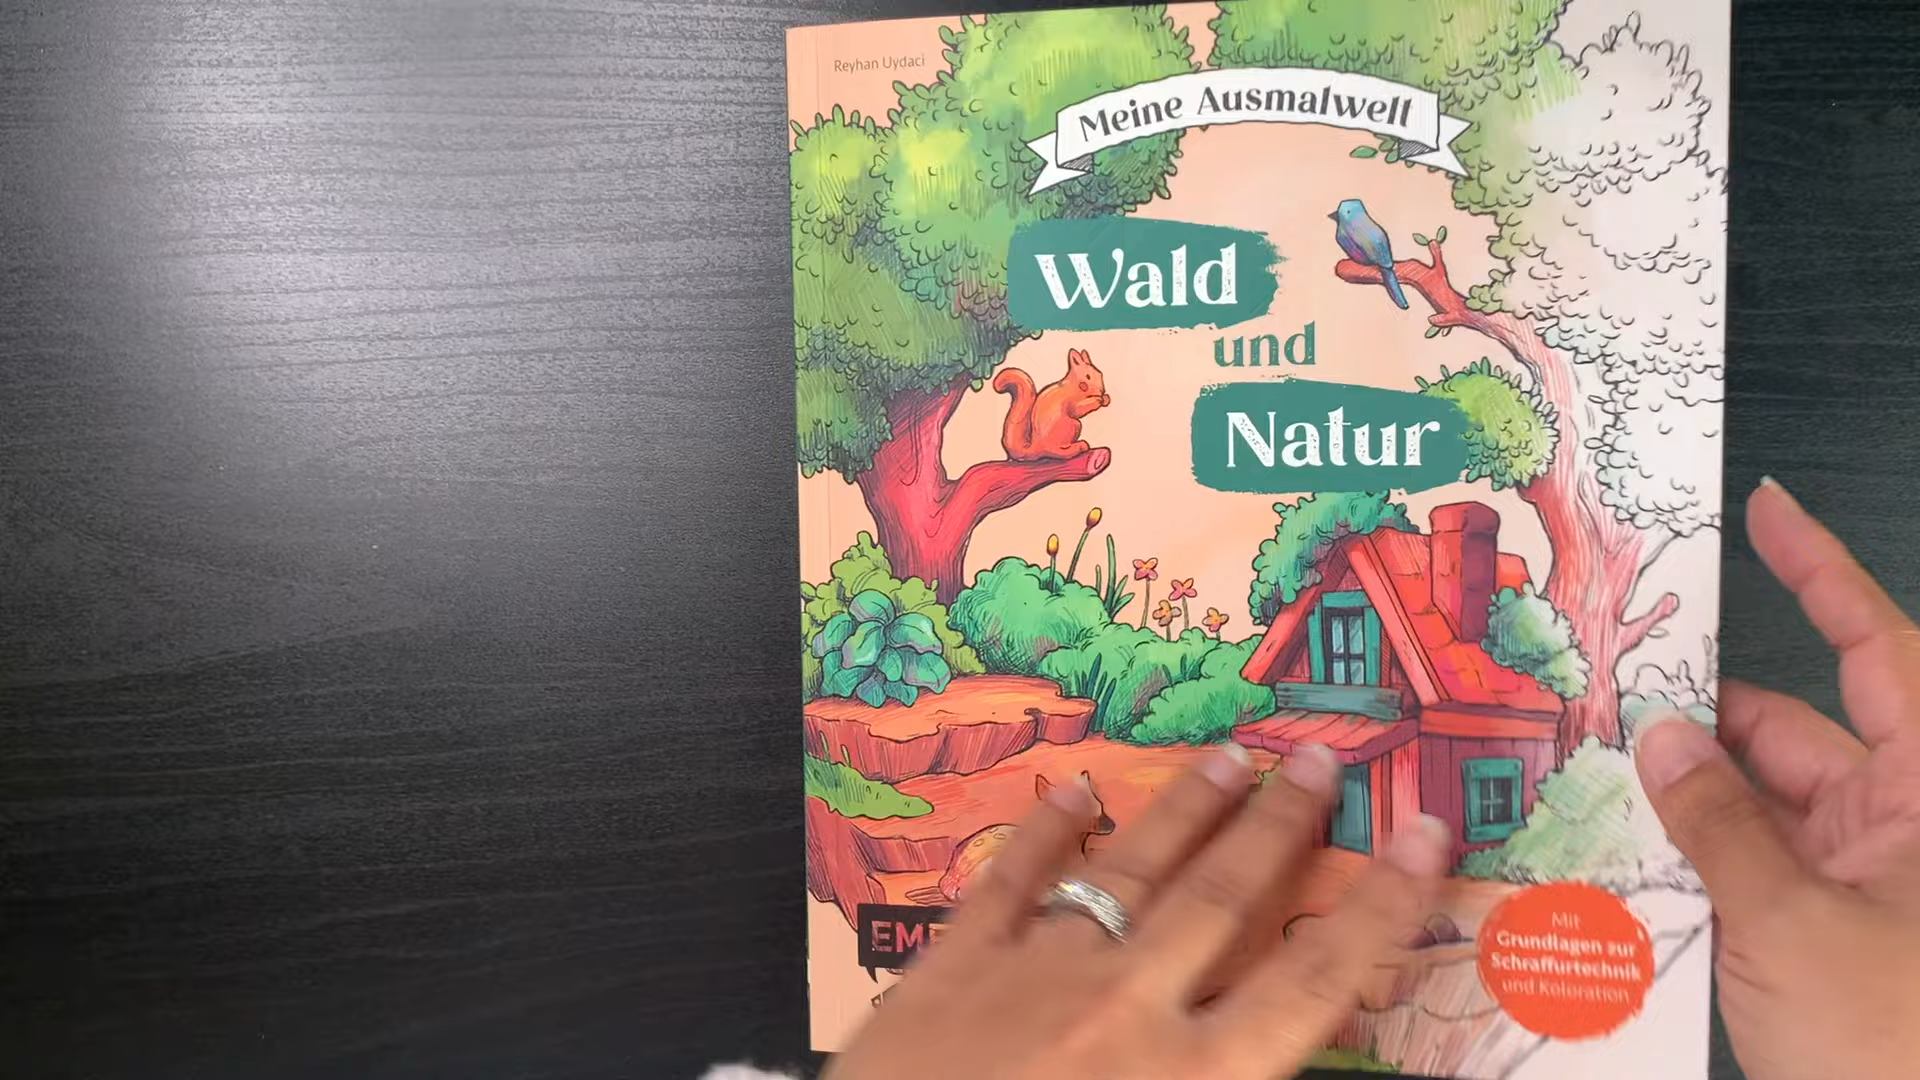 Reyhan Uydaci
Meine Ausmalwelt
Wald
und
Natur
Mit
Grundlagen zur
Schraffurtechnik
und Koloration